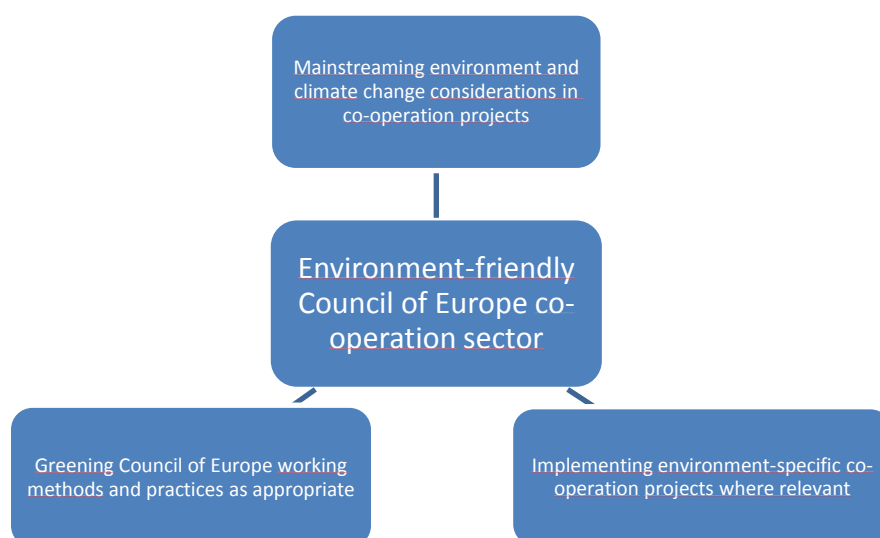 Mainstreaming environment and
climate change considerations in
co-operation projects
Environment-friendly
Council of Europe co-
operation sector
Greening Council of Europe working
methods and practices as appropriate
Implementing environment-specific co-
operation projects where relevant